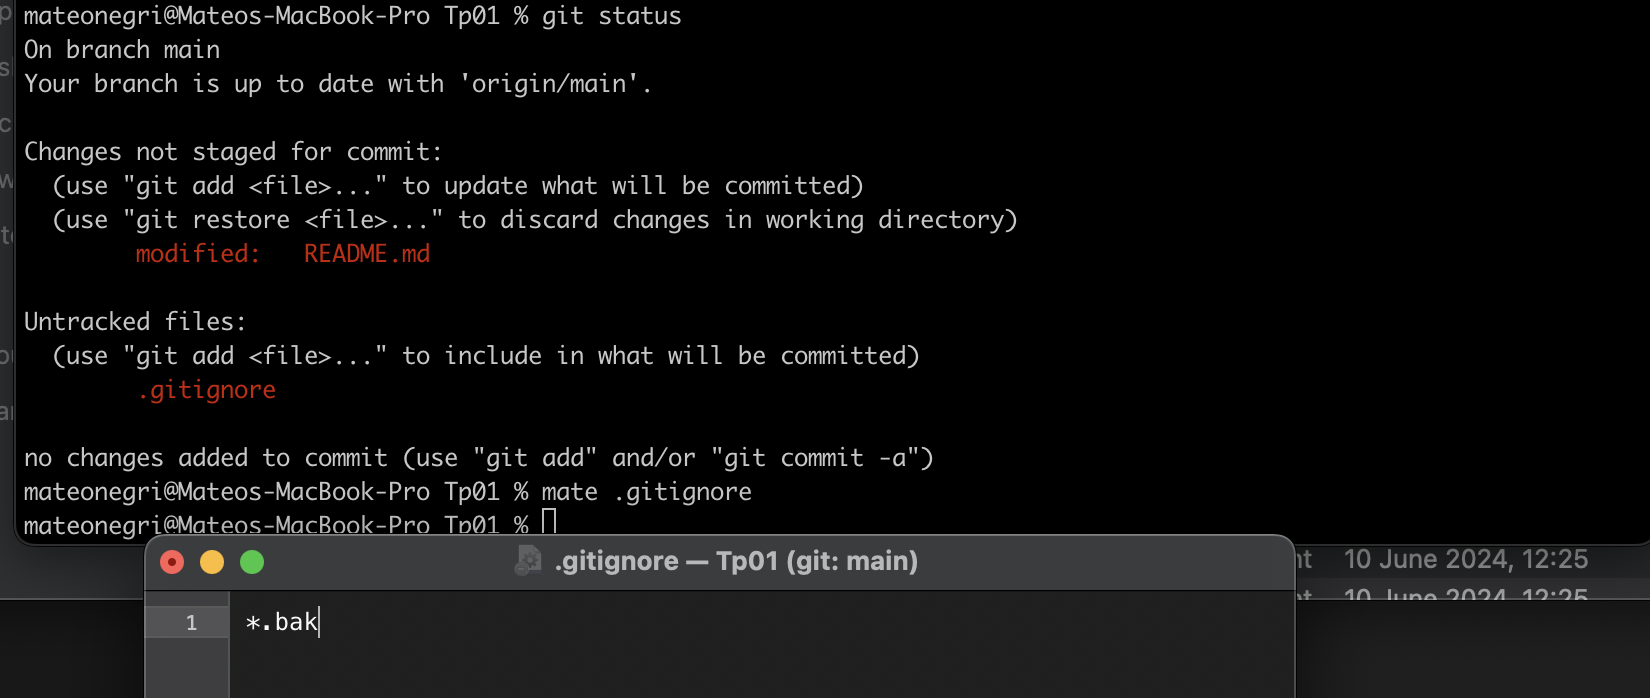 mateonegri@Mateos-MacBook-Pro Tp01 % git status
On branch main
Your branch is up to date with 'origin/main'.
Changes not staged for commit:
  (use "git add <file>..." to update what will be committed)
  (use "git restore <file>..." to discard changes in working directory)
        modified:   README.md
Untracked files:
  (use "git add <file>..." to include in what will be committed)
        .gitignore
no changes added to commit (use "git add" and/or "git commit -a")
mateonegri@Mateos-MacBook-Pro Tp01 % mate .gitignore
mateonegri@Mateos-MacBook-Pro Tp01 %
.gitignore — Tp01 (git: main)
10 June 2024, 12:25
10 June 2024, 12:25
1 *.bak